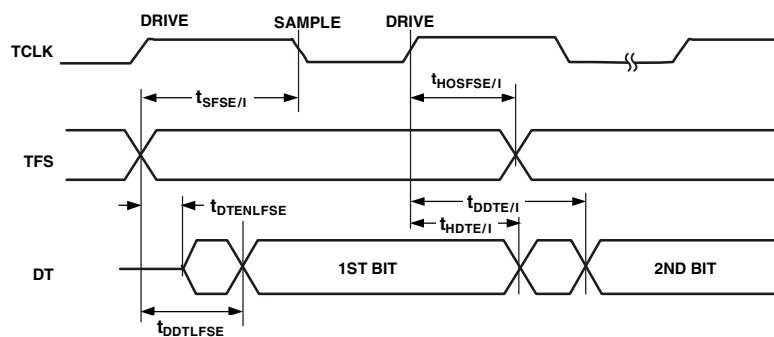 DRIVE SAMPLE DRIVE
TCLK
tHOSFSE/I
tSFSE/I
TFS
tDDTE/I
tDTENLFSE
tHDTE/I
DT 1ST BIT 2ND BIT
tDDTLFSE